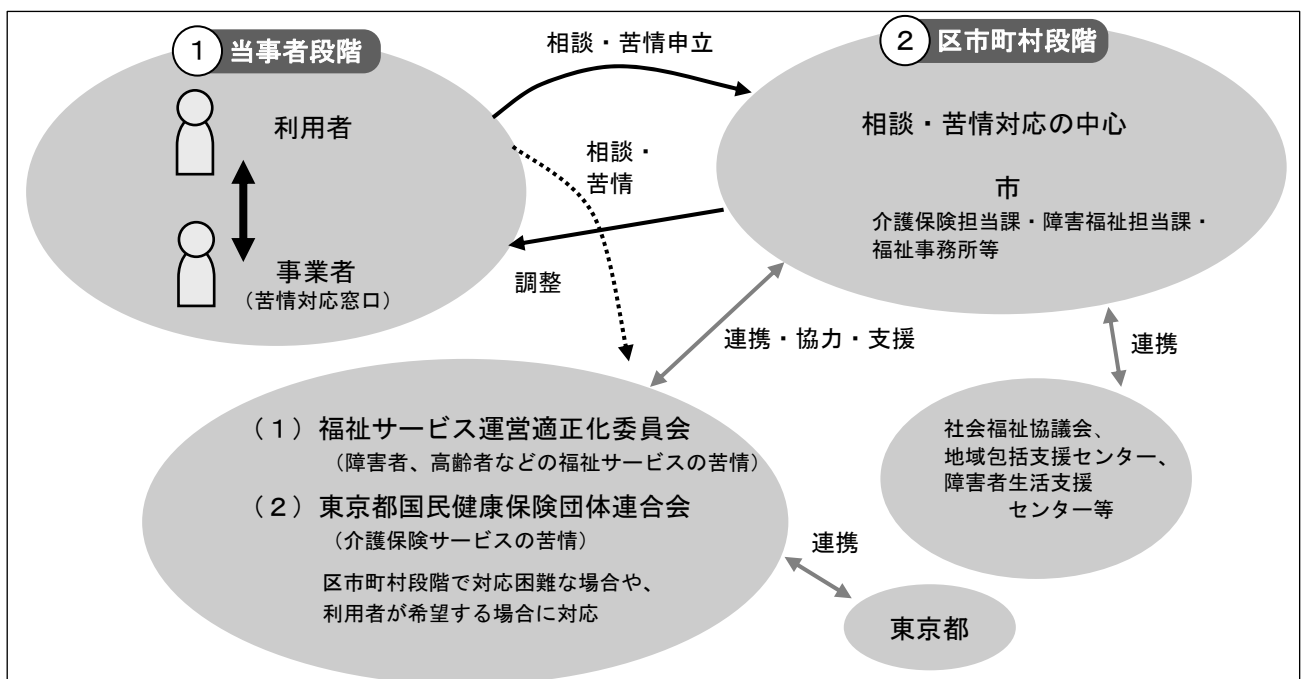 1 当事者段階
利用者
事業者
（苦情対応窓口）
相談・苦情申立
相談・
苦情
調整
2 区市町村段階
相談・苦情対応の中心
市
介護保険担当課・障害福祉担当課・
福祉事務所等
連携・協力・支援
連携
社会福祉協議会、
地域包括支援センター、
障害者生活支援
センター等
（１）福祉サービス運営適正化委員会
（障害者、高齢者などの福祉サービスの苦情）
（２）東京都国民健康保険団体連合会
（介護保険サービスの苦情）
区市町村段階で対応困難な場合や、
利用者が希望する場合に対応
連携
東京都